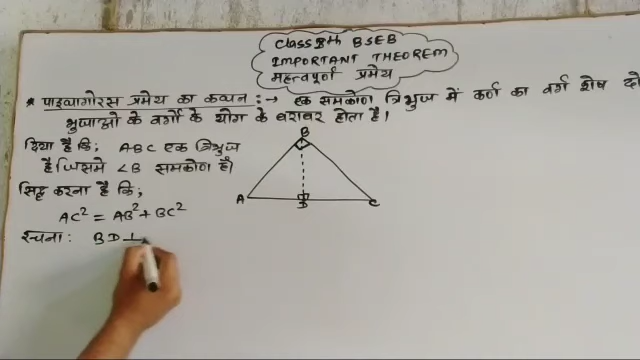 Class 8th BSEB
IMPORTANT THEOREM
महत्वपूर्ण प्रमेय
* पाइथागोरस प्रमेय का कथन :→ एक समकोण त्रिभुज में कर्ण का वर्ग शेष दो
भुजाओं के वर्गों के योग के बराबर होता है।
दिया है कि; ABC एक त्रिभुज
है जिसमे ∠B समकोण है।
सिद्ध करना है कि;
AC² = AB² + BC²
रचना: BD⊥
B
A
D
C